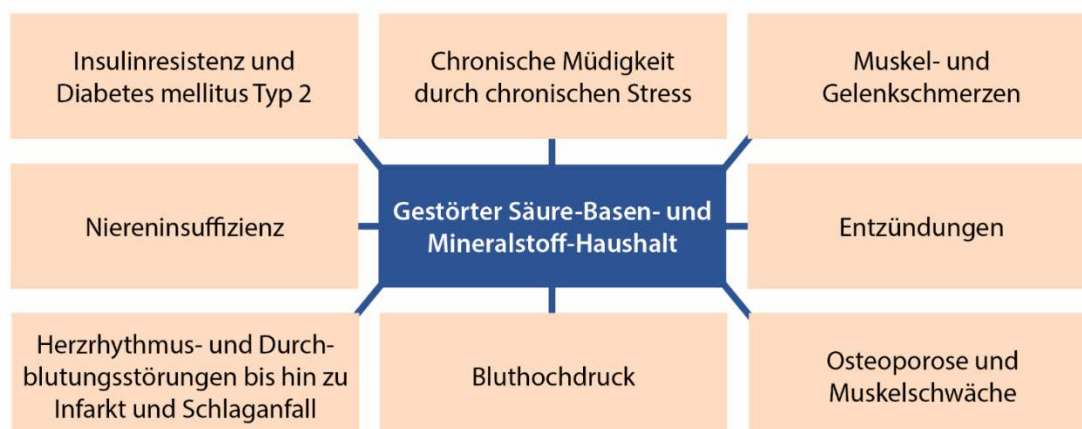 Insulinresistenz und
Diabetes mellitus Typ 2
Chronische Müdigkeit
durch chronischen Stress
Muskel- und
Gelenkschmerzen
Niereninsuffizienz
Gestörter Säure-Basen- und
Mineralstoff-Haushalt
Entzündungen
Herzrhythmus- und Durch-
blutungsstörungen bis hin zu
Infarkt und Schlaganfall
Bluthochdruck
Osteoporose und
Muskelschwäche